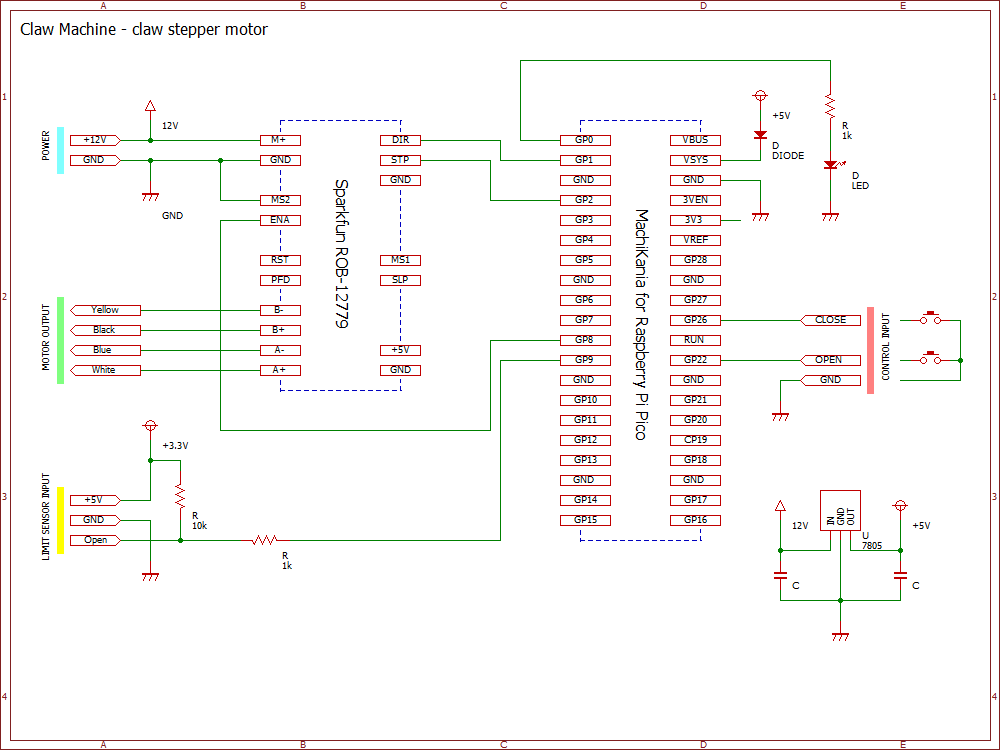 A B C D E
Claw Machine - claw stepper motor
1 1
POWER
+12V
GND
12V
GND
M+
GND
MS2
ENA
RST
PFD
B-
B+
A-
A+
Sparkfun ROB-12779
DIR
STP
GND
MS1
SLP
+5V
GND
GP0
GP1
GND
GP2
GP3
GP4
GP5
GND
GP6
GP7
GP8
GP9
GND
GP10
GP11
GP12
GP13
GND
GP14
GP15
MachiKania for Raspberry Pi Pico
VBUS
VSYS
GND
3VEN
3V3
VREF
GP28
GND
GP27
GP26
RUN
GP22
GND
GP21
GP20
CP19
GP18
GND
GP17
GP16
+5V
D
DIODE
R
1k
D
LED
2 2
MOTOR OUTPUT
Yellow
Black
Blue
White
CLOSE
OPEN
GND
CONTROL INPUT
3 3
+3.3V
LIMIT SENSOR INPUT
+5V
GND
Open
R
10k
R
1k
12V
IN
GND
OUT
U
7805
+5V
C
C
4 4
A B C D E